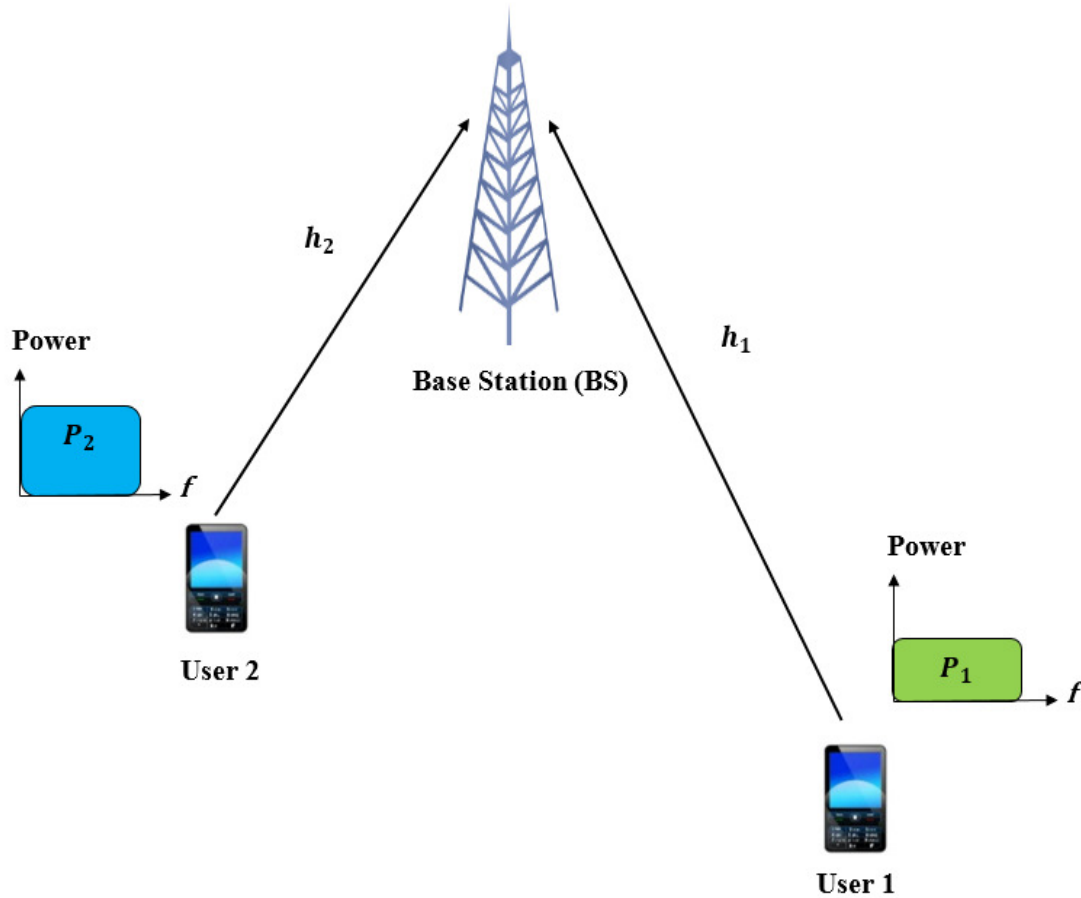 h₂
h₁
Power
Base Station (BS)
P₂
f
User 2
Power
P₁
f
User 1